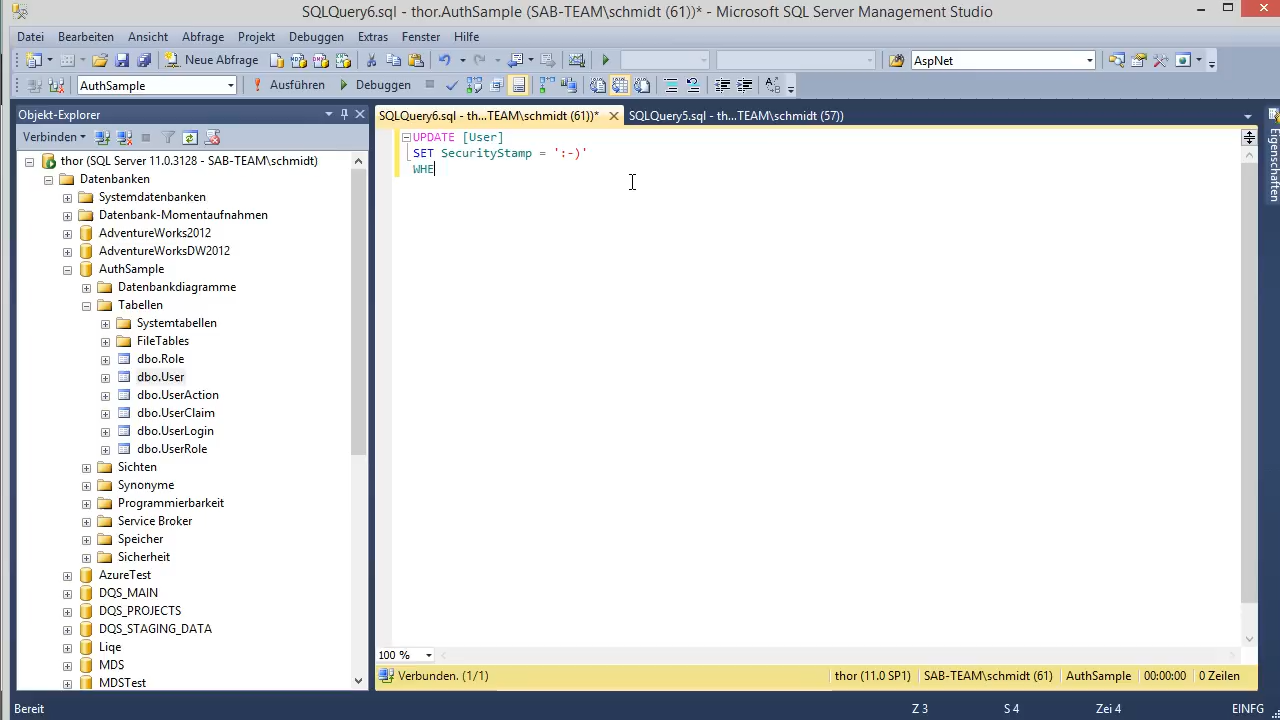 SQLQuery6.sql - thor.AuthSample (SAB-TEAM\schmidt (61))* - Microsoft SQL Server Management Studio
Datei Bearbeiten Ansicht Abfrage Projekt Debuggen Extras Fenster Hilfe
Neue Abfrage AspNet
AuthSample Ausführen Debuggen
Objekt-Explorer
Verbinden
thor (SQL Server 11.0.3128 - SAB-TEAM\schmidt)
Datenbanken
Systemdatenbanken
Datenbank-Momentaufnahmen
AdventureWorks2012
AdventureWorksDW2012
AuthSample
Datenbankdiagramme
Tabellen
Systemtabellen
FileTables
dbo.Role
dbo.User
dbo.UserAction
dbo.UserClaim
dbo.UserLogin
dbo.UserRole
Sichten
Synonyme
Programmierbarkeit
Service Broker
Speicher
Sicherheit
AzureTest
DQS_MAIN
DQS_PROJECTS
DQS_STAGING_DATA
Liqe
MDS
MDSTest
SQLQuery6.sql - th...TEAM\schmidt (61))* SQLQuery5.sql - th...TEAM\schmidt (57))
UPDATE [User]
SET SecurityStamp = ':-)'
WHE
Eigenschaften
100 %
Verbunden. (1/1) thor (11.0 SP1) SAB-TEAM\schmidt (61) AuthSample 00:00:00 0 Zeilen
Bereit Z 3 S 4 Zei 4 EINFG